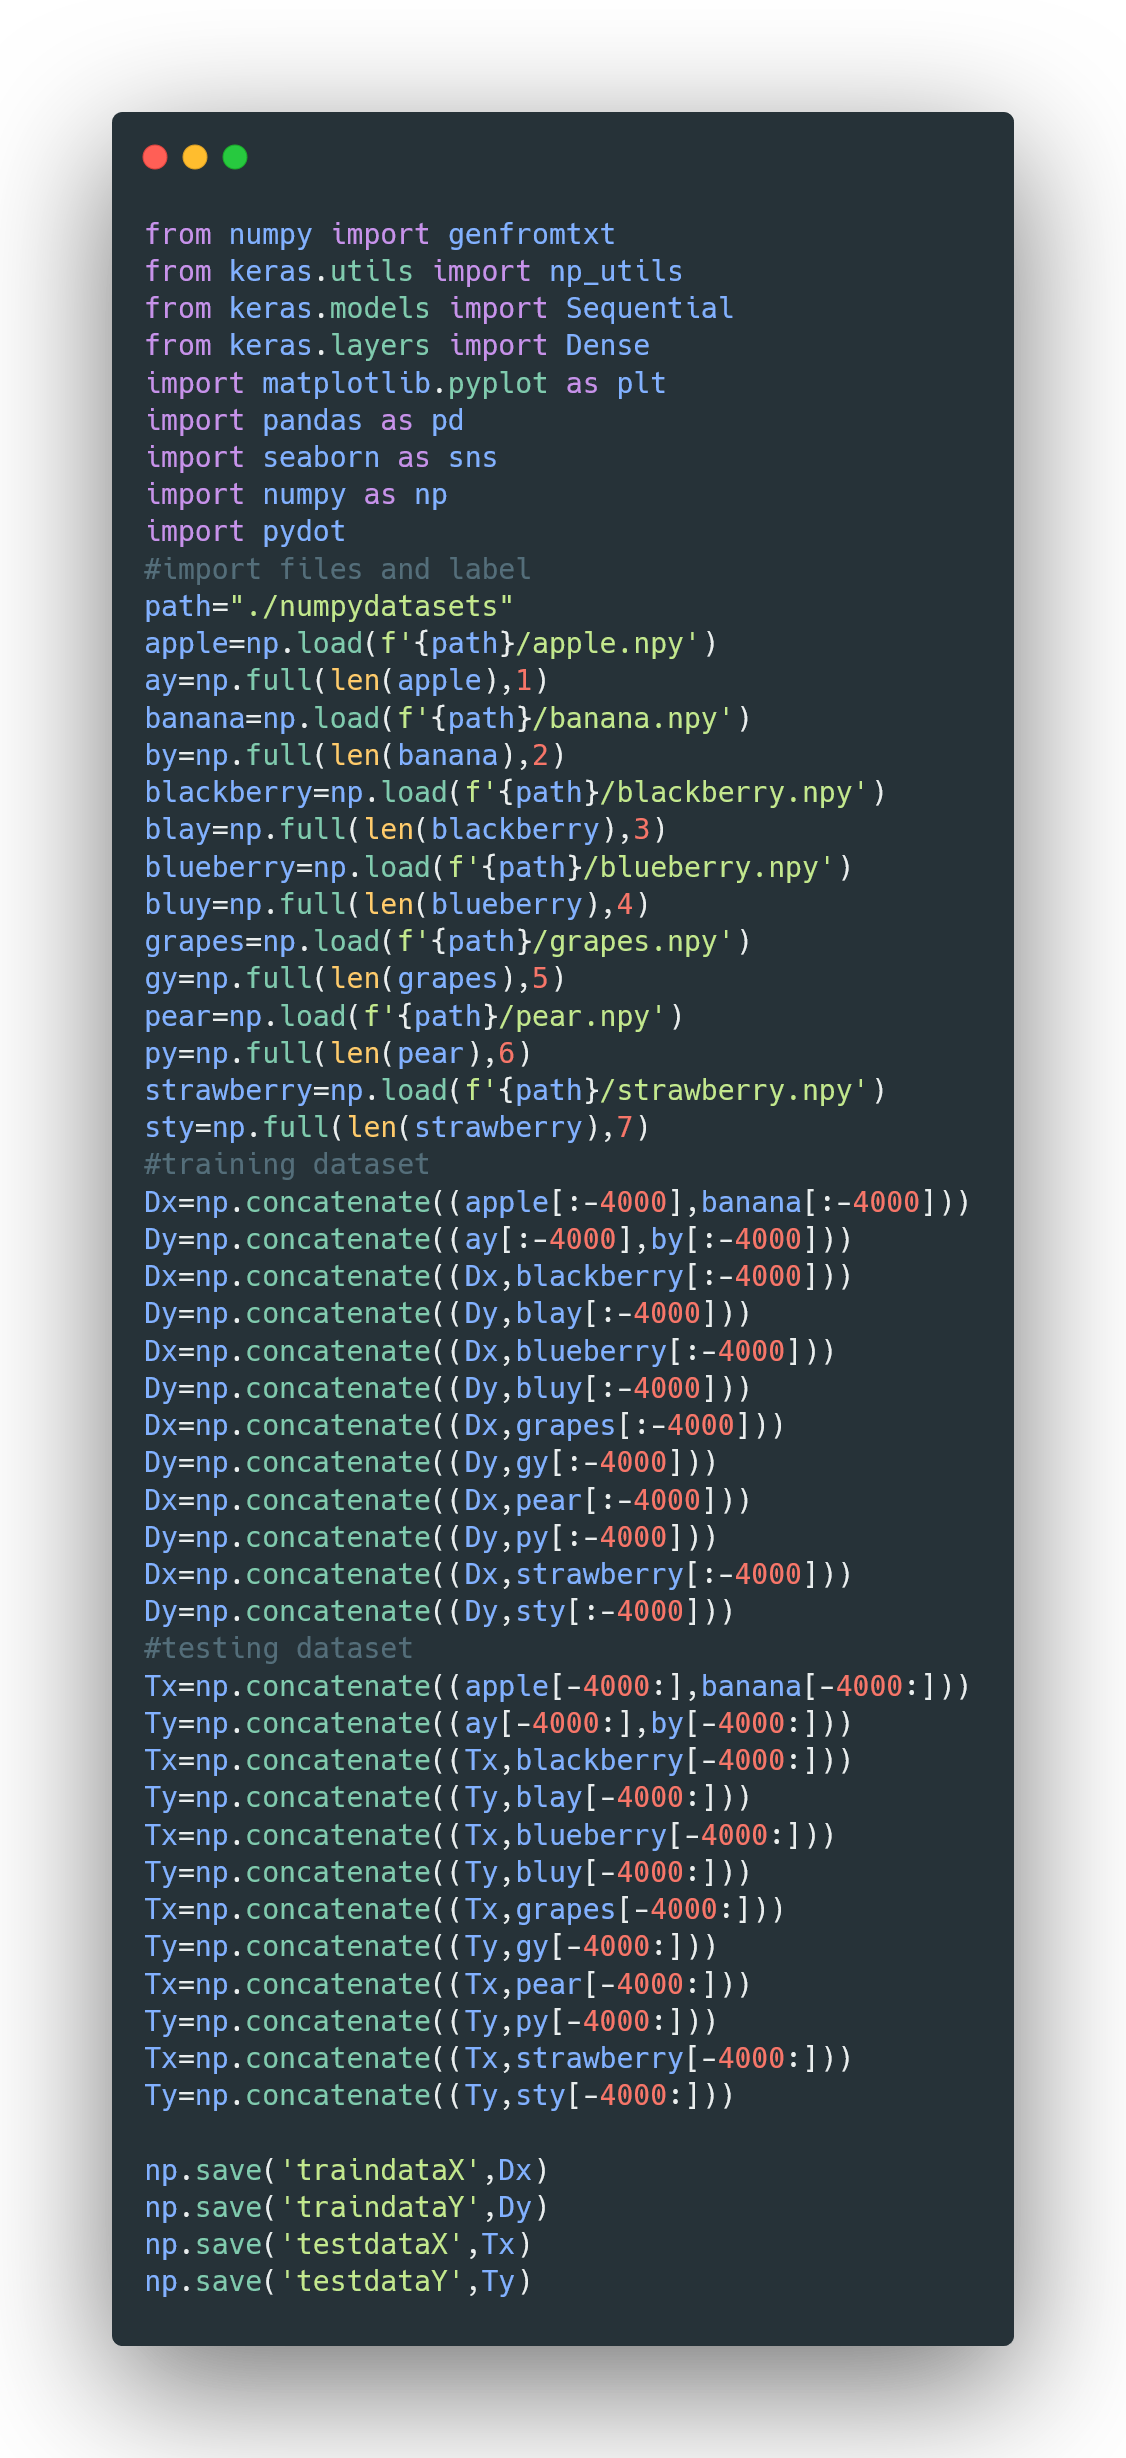 from numpy import genfromtxt
from keras.utils import np_utils
from keras.models import Sequential
from keras.layers import Dense
import matplotlib.pyplot as plt
import pandas as pd
import seaborn as sns
import numpy as np
import pydot
#import files and label
path="./numpydatasets"
apple=np.load(f'{path}/apple.npy')
ay=np.full(len(apple),1)
banana=np.load(f'{path}/banana.npy')
by=np.full(len(banana),2)
blackberry=np.load(f'{path}/blackberry.npy')
blay=np.full(len(blackberry),3)
blueberry=np.load(f'{path}/blueberry.npy')
bluy=np.full(len(blueberry),4)
grapes=np.load(f'{path}/grapes.npy')
gy=np.full(len(grapes),5)
pear=np.load(f'{path}/pear.npy')
py=np.full(len(pear),6)
strawberry=np.load(f'{path}/strawberry.npy')
sty=np.full(len(strawberry),7)
#training dataset
Dx=np.concatenate((apple[:-4000],banana[:-4000]))
Dy=np.concatenate((ay[:-4000],by[:-4000]))
Dx=np.concatenate((Dx,blackberry[:-4000]))
Dy=np.concatenate((Dy,blay[:-4000]))
Dx=np.concatenate((Dx,blueberry[:-4000]))
Dy=np.concatenate((Dy,bluy[:-4000]))
Dx=np.concatenate((Dx,grapes[:-4000]))
Dy=np.concatenate((Dy,gy[:-4000]))
Dx=np.concatenate((Dx,pear[:-4000]))
Dy=np.concatenate((Dy,py[:-4000]))
Dx=np.concatenate((Dx,strawberry[:-4000]))
Dy=np.concatenate((Dy,sty[:-4000]))
#testing dataset
Tx=np.concatenate((apple[-4000:],banana[-4000:]))
Ty=np.concatenate((ay[-4000:],by[-4000:]))
Tx=np.concatenate((Tx,blackberry[-4000:]))
Ty=np.concatenate((Ty,blay[-4000:]))
Tx=np.concatenate((Tx,blueberry[-4000:]))
Ty=np.concatenate((Ty,bluy[-4000:]))
Tx=np.concatenate((Tx,grapes[-4000:]))
Ty=np.concatenate((Ty,gy[-4000:]))
Tx=np.concatenate((Tx,pear[-4000:]))
Ty=np.concatenate((Ty,py[-4000:]))
Tx=np.concatenate((Tx,strawberry[-4000:]))
Ty=np.concatenate((Ty,sty[-4000:]))

np.save('traindataX',Dx)
np.save('traindataY',Dy)
np.save('testdataX',Tx)
np.save('testdataY',Ty)